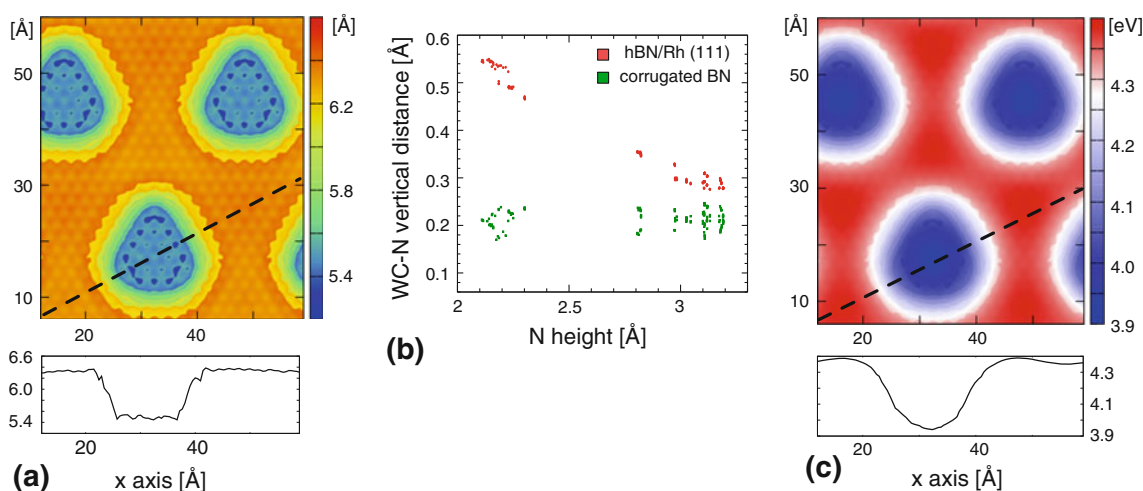 [Å]
[Å]
50
30
10
20
40
6.2
5.8
5.4
6.6
6.0
5.4
20
40
x axis [Å]
(a)
WC-N vertical distance [Å]
0.6
0.5
0.4
0.3
0.2
0.1
2
2.5
3
N height [Å]
hBN/Rh (111)
corrugated BN
(b)
[Å]
[eV]
50
30
10
20
40
4.3
4.2
4.1
4.0
3.9
4.3
4.1
3.9
20
40
x axis [Å]
(c)